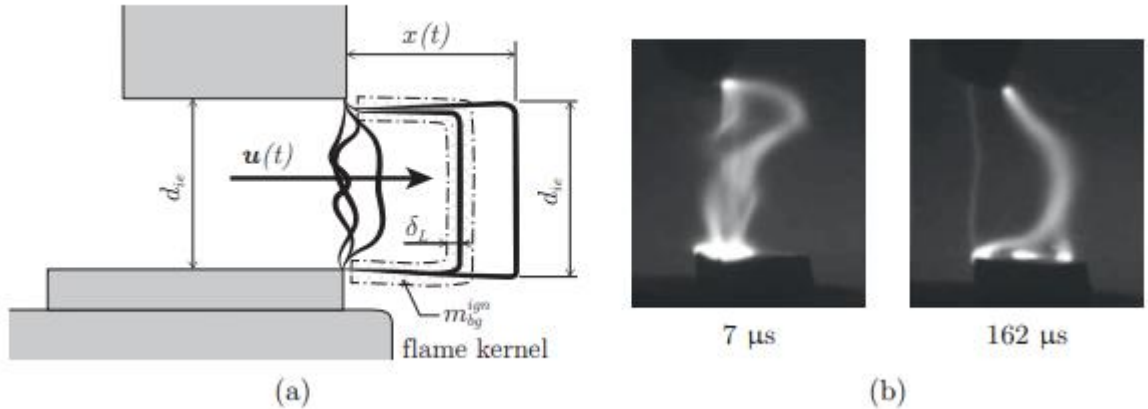 x(t)
u(t)
d_ie
d_ie
δ_L
m_bg^ign
flame kernel
7 µs
162 µs
(a)
(b)